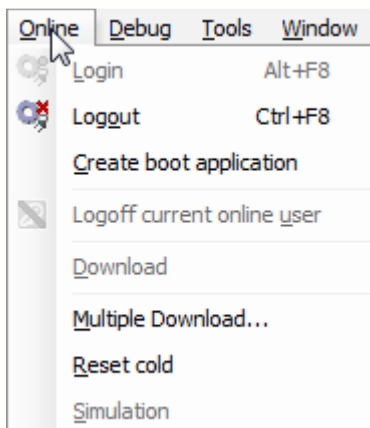 Online Debug Tools Window
Login Alt+F8
Logout Ctrl+F8
Create boot application
Logoff current online user
Download
Multiple Download...
Reset cold
Simulation